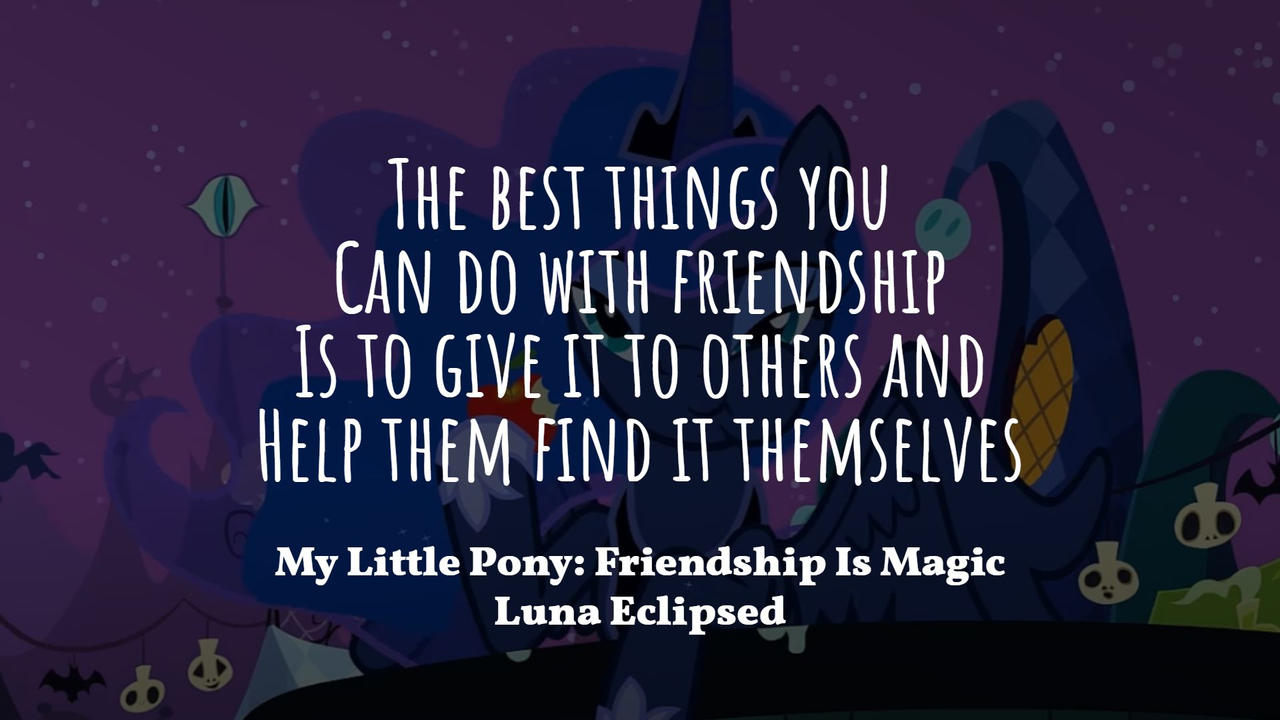 The best things you
Can do with friendship
Is to give it to others and
Help them find it themselves
My Little Pony: Friendship Is Magic
Luna Eclipsed